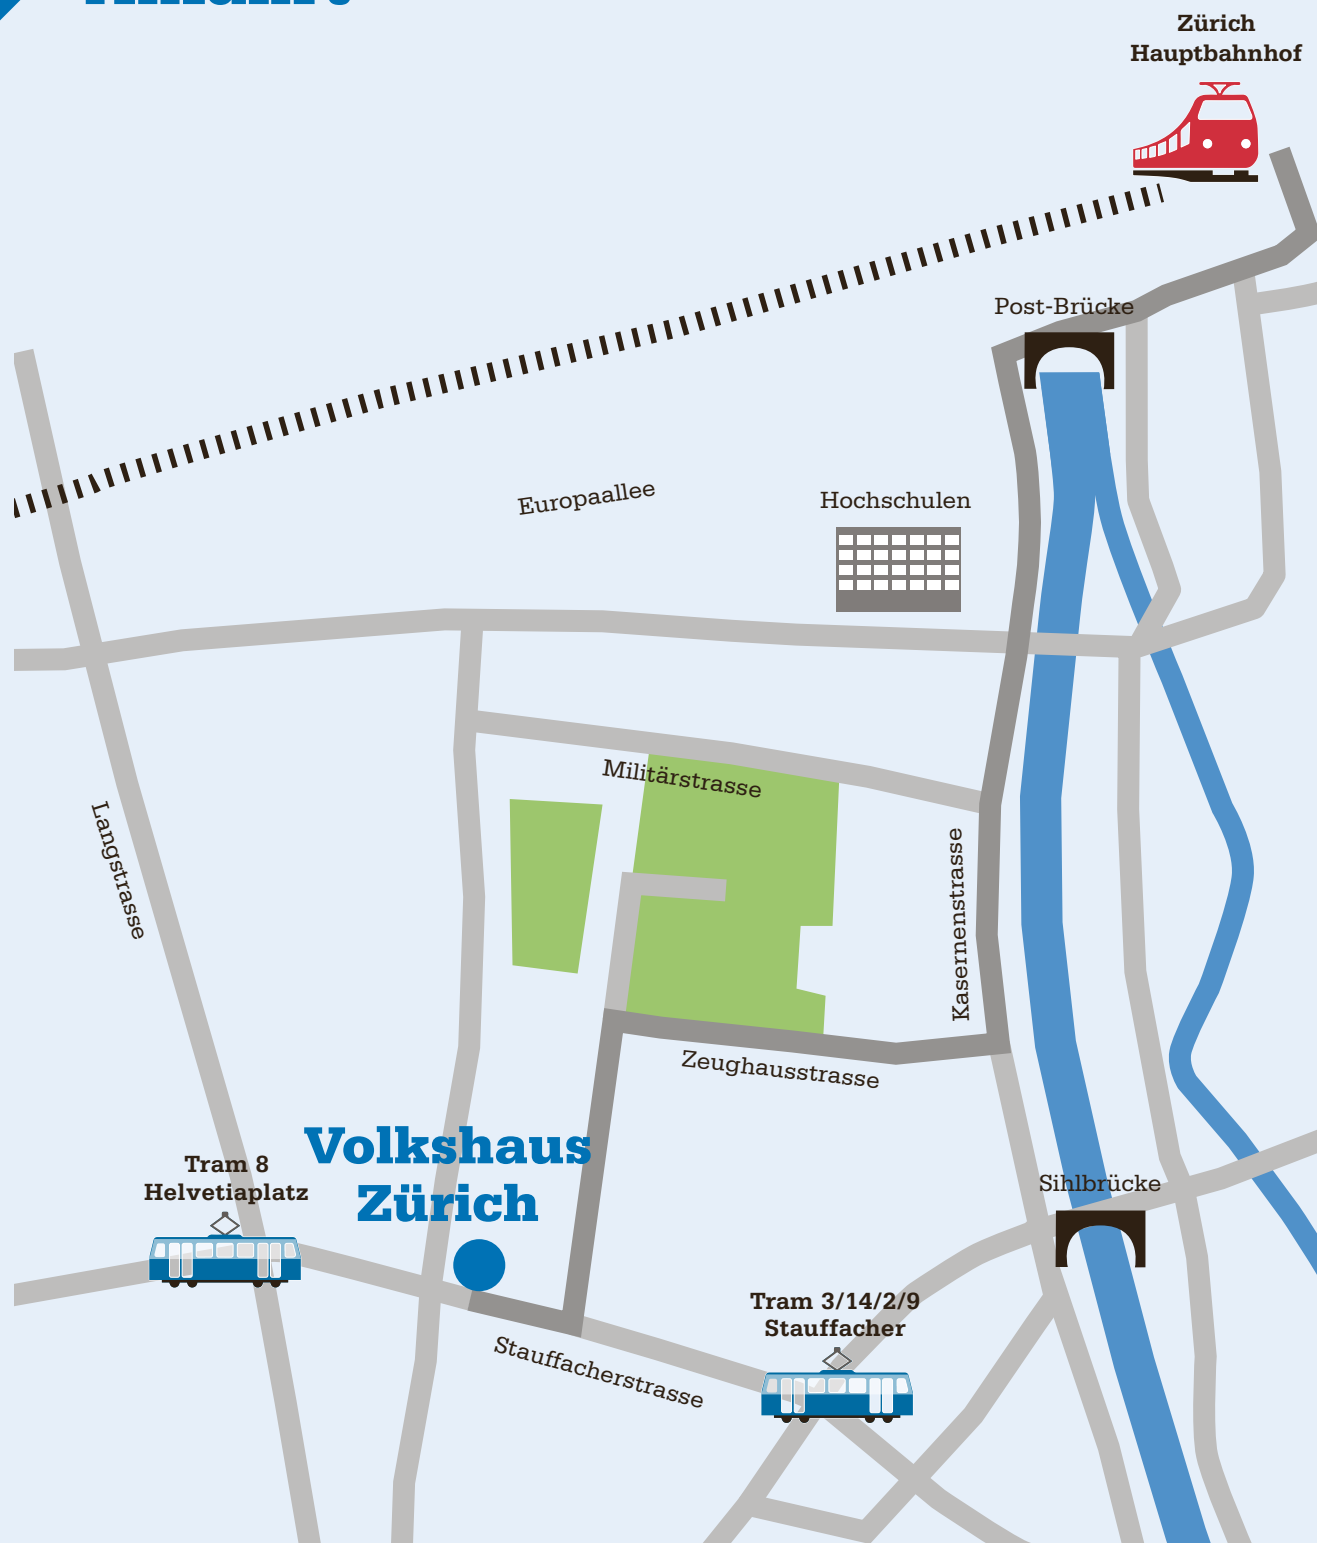 Zürich
Hauptbahnhof
Post-Brücke
Europaallee
Hochschulen
Militärstrasse
Langstrasse
Kasernenstrasse
Zeughausstrasse
Volkshaus
Zürich
Tram 8
Helvetiaplatz
Sihlbrücke
Tram 3/14/2/9
Stauffacher
Stauffacherstrasse